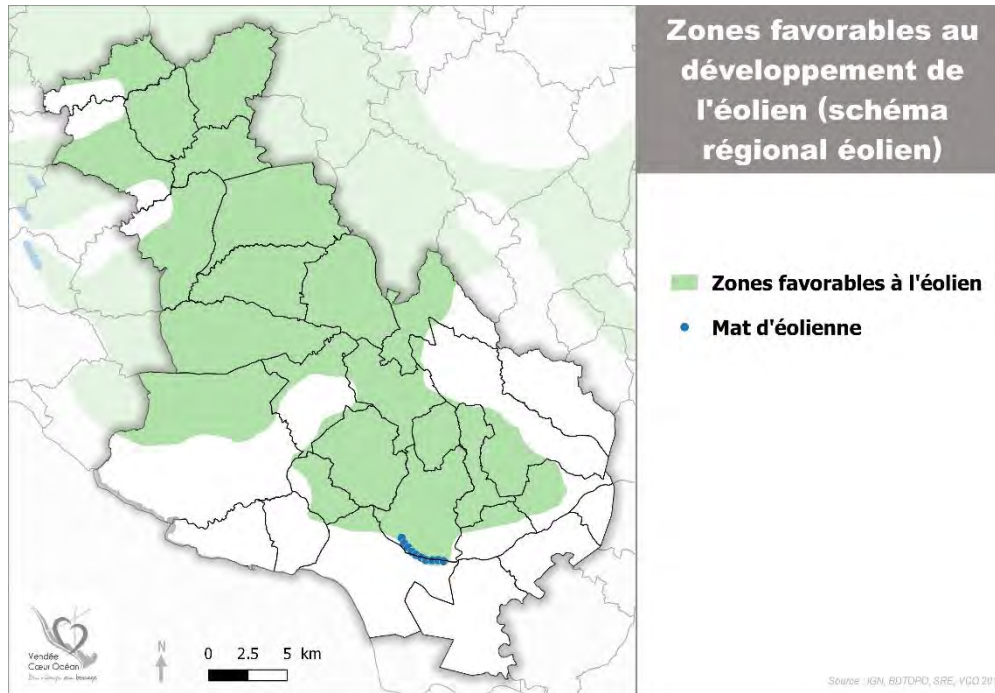 Zones favorables au
développement de
l'éolien (schéma
régional éolien)
Zones favorables à l'éolien
Mat d'éolienne
Vendée
Cœur Océan
N
0 2.5 5 km
Source : IGN, BDTOPO, SRE, VCO